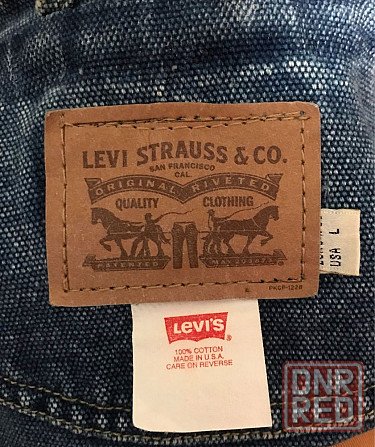 LEVI STRAUSS & CO.
SAN FRANCISCO
CAL.
ORIGINAL RIVETED
QUALITY CLOTHING
PATENTED MAY 20 1873
USA L
LEVI'S
100% COTTON
MADE IN U.S.A.
CARE ON REVERSE
DNR
RED